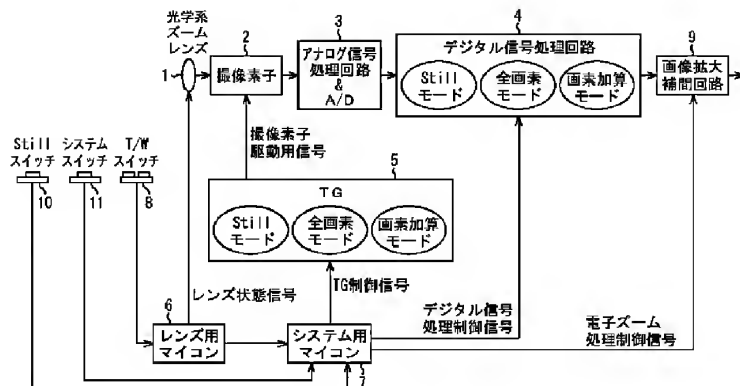 光学系
ズーム
レンズ
1
2
撮像素子
3
アナログ信号
処理回路
&
A/D
4
デジタル信号処理回路
Still
モード
全画素
モード
画素加算
モード
9
画像拡大
補間回路
撮像素子
駆動用信号
Still
スイッチ
システム
スイッチ
T/W
スイッチ
10
11
8
5
TG
Still
モード
全画素
モード
画素加算
モード
レンズ状態信号
TG制御信号
デジタル信号
処理制御信号
電子ズーム
処理制御信号
6
レンズ用
マイコン
システム用
マイコン
7